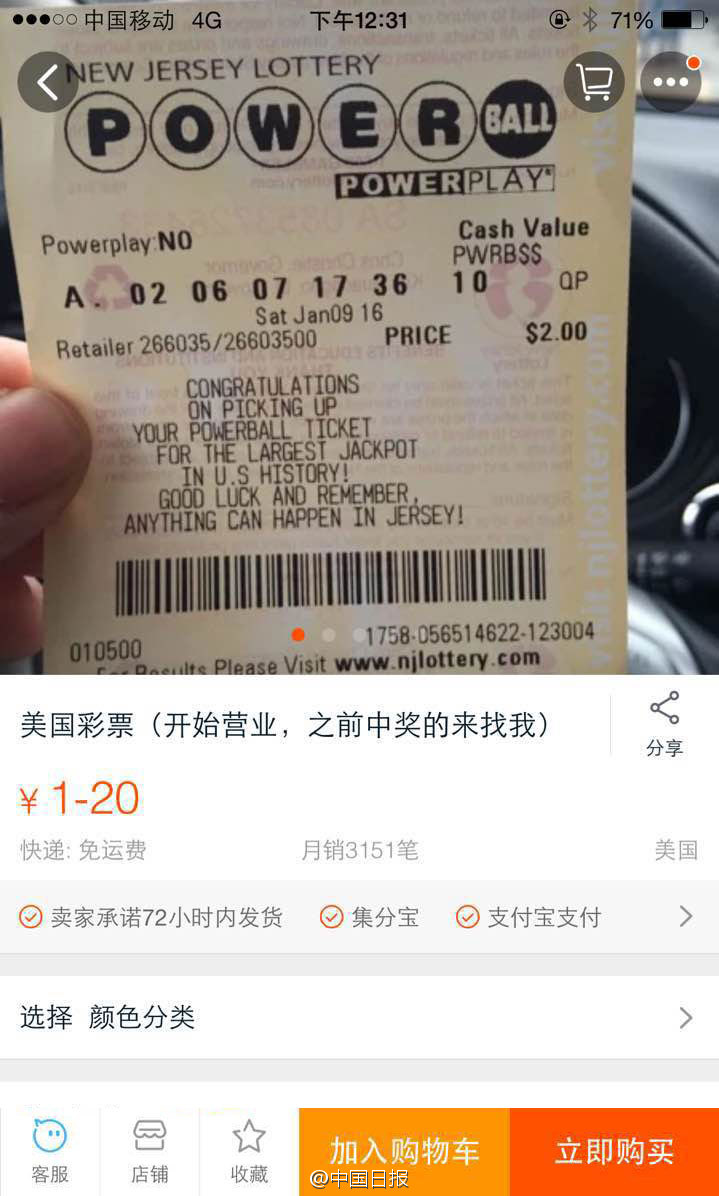 中国移动 4G 下午12:31 71%
NEW JERSEY LOTTERY
POWERBALL
POWERPLAY
Powerplay:NO
Cash Value
PWRB$$
A. 02 06 07 17 36 10 QP
Sat Jan09 16
Retailer 266035/26603500 PRICE $2.00
CONGRATULATIONS
ON PICKING UP
YOUR POWERBALL TICKET
FOR THE LARGEST JACKPOT
IN U.S HISTORY!
GOOD LUCK AND REMEMBER,
ANYTHING CAN HAPPEN IN JERSEY!
visit njlottery.com
010500
1758-056514622-123004
For Results Please Visit www.njlottery.com
美国彩票（开始营业，之前中奖的来找我）
分享
¥ 1-20
快递: 免运费 月销3151笔 美国
卖家承诺72小时内发货 集分宝 支付宝支付
选择 颜色分类
客服 店铺 收藏 加入购物车 立即购买
@中国日报